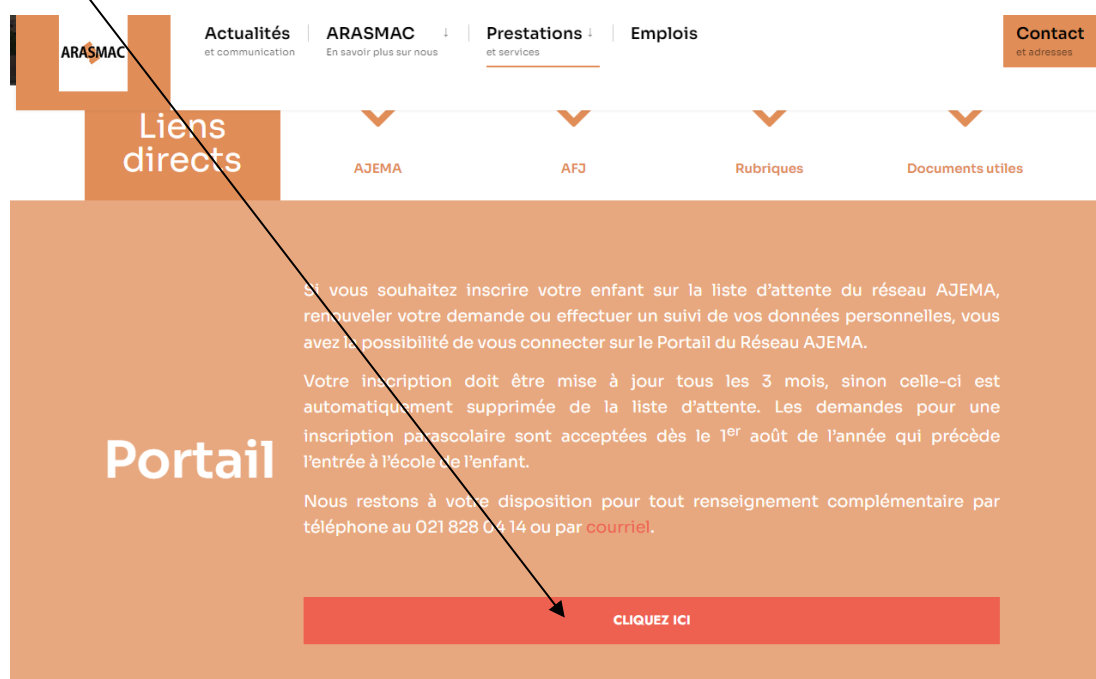 ARASMAC
Actualités
et communication
ARASMAC ↓
En savoir plus sur nous
Prestations ↓
et services
Emplois
Contact
et adresses
Liens
directs
AJEMA
AFJ
Rubriques
Documents utiles
Portail
Si vous souhaitez inscrire votre enfant sur la liste d’attente du réseau AJEMA,
renouveler votre demande ou effectuer un suivi de vos données personnelles, vous
avez la possibilité de vous connecter sur le Portail du Réseau AJEMA.
Votre inscription doit être mise à jour tous les 3 mois, sinon celle-ci est
automatiquement supprimée de la liste d’attente. Les demandes pour une
inscription parascolaire sont acceptées dès le 1er août de l’année qui précède
l’entrée à l’école de l’enfant.
Nous restons à votre disposition pour tout renseignement complémentaire par
téléphone au 021 828 04 14 ou par courriel.
CLIQUEZ ICI